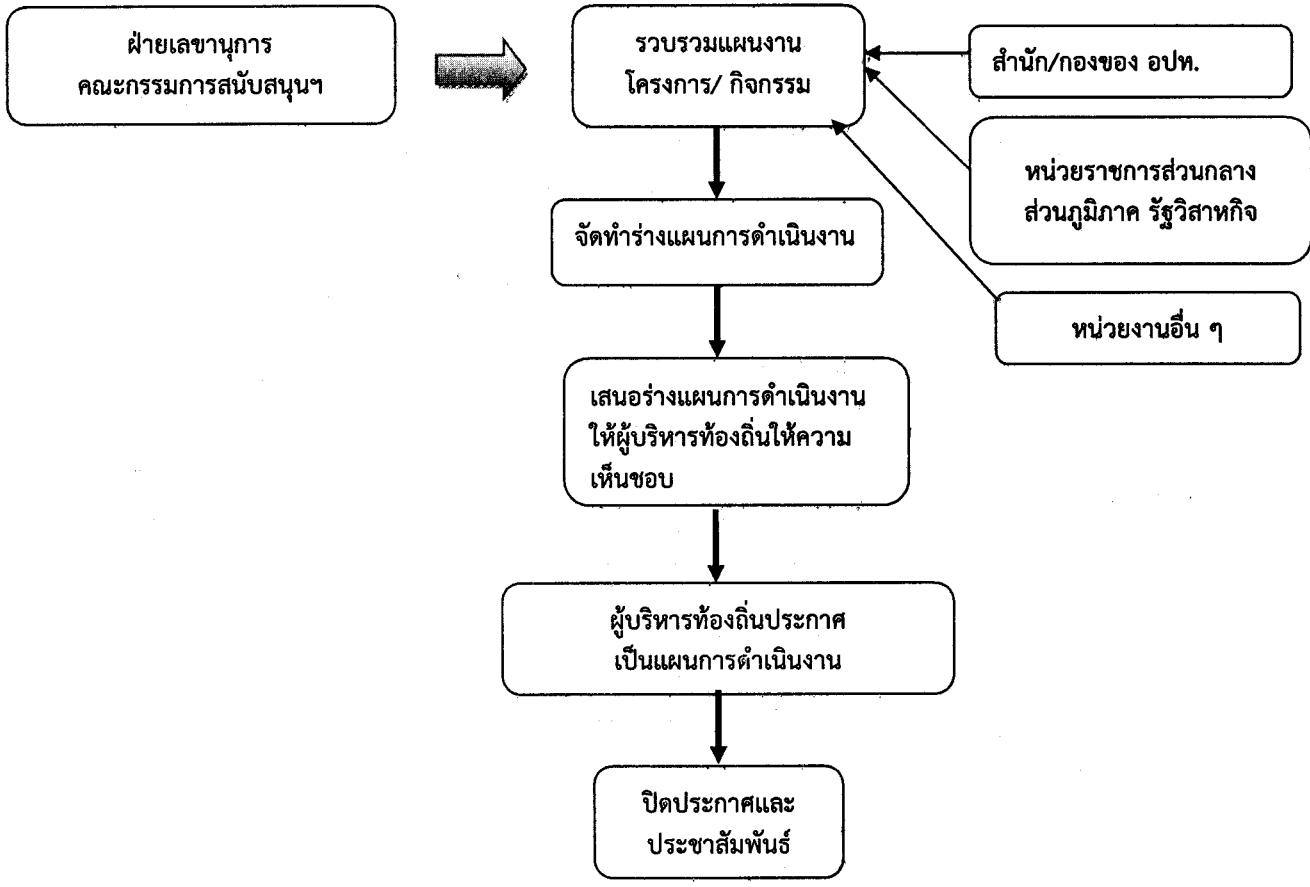 ฝ่ายเลขานุการ
คณะกรรมการสนับสนุนฯ
รวบรวมแผนงาน
โครงการ/ กิจกรรม
สำนัก/กองของ อปท.
หน่วยราชการส่วนกลาง
ส่วนภูมิภาค รัฐวิสาหกิจ
หน่วยงานอื่น ๆ
จัดทำร่างแผนการดำเนินงาน
เสนอร่างแผนการดำเนินงาน
ให้ผู้บริหารท้องถิ่นให้ความ
เห็นชอบ
ผู้บริหารท้องถิ่นประกาศ
เป็นแผนการดำเนินงาน
ปิดประกาศและ
ประชาสัมพันธ์